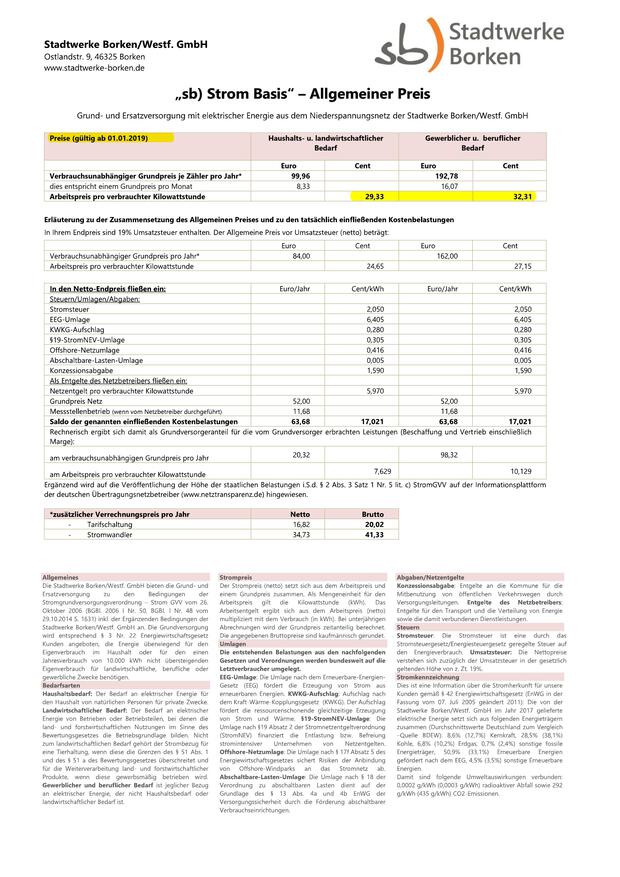 Stadtwerke Borken/Westf. GmbH
Ostlandstr. 9, 46325 Borken
www.stadtwerke-borken.de
sb Stadtwerke
Borken
„sb) Strom Basis“ – Allgemeiner Preis
Grund- und Ersatzversorgung mit elektrischer Energie aus dem Niederspannungsnetz der Stadtwerke Borken/Westf. GmbH
Preise (gültig ab 01.01.2019) Haushalts- u. landwirtschaftlicher Gewerblicher u. beruflicher
Bedarf Bedarf
Euro Cent Euro Cent
Verbrauchsunabhängiger Grundpreis je Zähler pro Jahr* 99,96 192,78
dies entspricht einem Grundpreis pro Monat 8,33 16,07
Arbeitspreis pro verbrauchter Kilowattstunde 29,33 32,31
Erläuterung zu der Zusammensetzung des Allgemeinen Preises und zu den tatsächlich einfließenden Kostenbelastungen
In Ihrem Endpreis sind 19% Umsatzsteuer enthalten. Der Allgemeine Preis vor Umsatzsteuer (netto) beträgt:
Euro Cent Euro Cent
Verbrauchsunabhängiger Grundpreis pro Jahr* 84,00 162,00
Arbeitspreis pro verbrauchter Kilowattstunde 24,65 27,15
In den Netto-Endpreis fließen ein: Euro/Jahr Cent/kWh Euro/Jahr Cent/kWh
Steuern/Umlagen/Abgaben:
Stromsteuer 2,050 2,050
EEG-Umlage 6,405 6,405
KWKG-Aufschlag 0,280 0,280
§19-StromNEV-Umlage 0,305 0,305
Offshore-Netzumlage 0,416 0,416
Abschaltbare-Lasten-Umlage 0,005 0,005
Konzessionsabgabe 1,590 1,590
Als Entgelte des Netzbetreibers fließen ein:
Netzentgelt pro verbrauchter Kilowattstunde 5,970 5,970
Grundpreis Netz 52,00 52,00
Messstellenbetrieb (wenn vom Netzbetreiber durchgeführt) 11,68 11,68
Saldo der genannten einfließenden Kostenbelastungen 63,68 17,021 63,68 17,021
Rechnerisch ergibt sich damit als Grundversorgeranteil für die vom Grundversorger erbrachten Leistungen (Beschaffung und Vertrieb einschließlich
Marge):
am verbrauchsunabhängigen Grundpreis pro Jahr 20,32 98,32
am Arbeitspreis pro verbrauchter Kilowattstunde 7,629 10,129
Ergänzend wird auf die Veröffentlichung der Höhe der staatlichen Belastungen i.S.d. § 2 Abs. 3 Satz 1 Nr. 5 lit. c) StromGVV auf der Informationsplattform
der deutschen Übertragungsnetzbetreiber (www.netztransparenz.de) hingewiesen.
*zusätzlicher Verrechnungspreis pro Jahr Netto Brutto
- Tarifschaltung 16,82 20,02
- Stromwandler 34,73 41,33
Allgemeines
Die Stadtwerke Borken/Westf. GmbH bieten die Grund- und
Ersatzversorgung zu den Bedingungen der
Stromgrundversorgungsverordnung – Strom GVV vom 26.
Oktober 2006 (BGBl. 2006 I Nr. 50, BGBl. I Nr. 48 vom
29.10.2014 S. 1631) inkl. der Ergänzenden Bedingungen der
Stadtwerke Borken/Westf. GmbH an. Die Grundversorgung
wird entsprechend § 3 Nr. 22 Energiewirtschaftsgesetz
Kunden angeboten, die Energie überwiegend für den
Eigenverbrauch im Haushalt oder für den einen
Jahresverbrauch von 10.000 kWh nicht übersteigenden
Eigenverbrauch für landwirtschaftliche, berufliche oder
gewerbliche Zwecke benötigen.
Bedarfsarten
Haushaltsbedarf: Der Bedarf an elektrischer Energie für
den Haushalt von natürlichen Personen für private Zwecke.
Landwirtschaftlicher Bedarf: Der Bedarf an elektrischer
Energie von Betrieben oder Betriebsteilen, bei denen die
land- und forstwirtschaftlichen Nutzungen im Sinne des
Bewertungsgesetzes die Betriebsgrundlage bilden. Nicht
zum landwirtschaftlichen Bedarf gehört der Strombezug für
eine Tierhaltung, wenn diese die Grenzen des § 51 Abs. 1
und des § 51 a des Bewertungsgesetzes überschreitet und
für die Weiterverarbeitung land- und forstwirtschaftlicher
Produkte, wenn diese gewerbsmäßig betrieben wird.
Gewerblicher und beruflicher Bedarf ist jeglicher Bezug
an elektrischer Energie, der nicht Haushaltsbedarf oder
landwirtschaftlicher Bedarf ist.
Strompreis
Der Strompreis (netto) setzt sich aus dem Arbeitspreis und
einem Grundpreis zusammen. Als Mengeneinheit für den
Arbeitspreis gilt die Kilowattstunde (kWh). Das
Arbeitsentgelt ergibt sich aus dem Arbeitspreis (netto)
multipliziert mit dem Verbrauch (in kWh). Bei unterjährigen
Abrechnungen wird der Grundpreis zeitanteilig berechnet.
Die angegebenen Bruttopreise sind kaufmännisch gerundet.
Umlagen
Die entstehenden Belastungen aus den nachfolgenden
Gesetzen und Verordnungen werden bundesweit auf die
Letztverbraucher umgelegt.
EEG-Umlage: Die Umlage nach dem Erneuerbare-Energien-
Gesetz (EEG) fördert die Erzeugung von Strom aus
erneuerbaren Energien. KWKG-Aufschlag: Aufschlag nach
dem Kraft-Wärme-Kopplungsgesetz (KWKG). Der Aufschlag
fördert die ressourcenschonende gleichzeitige Erzeugung
von Strom und Wärme. §19-StromNEV-Umlage: Die
Umlage nach §19 Absatz 2 der Stromnetzentgeltverordnung
(StromNEV) finanziert die Entlastung bzw. Befreiung
stromintensiver Unternehmen von Netzentgelten.
Offshore-Netzumlage: Die Umlage nach § 17f Absatz 5 des
Energiewirtschaftsgesetzes sichert Risiken der Anbindung
von Offshore-Windparks an das Stromnetz ab.
Abschaltbare-Lasten-Umlage: Die Umlage nach § 18 der
Verordnung zu abschaltbaren Lasten dient auf der
Grundlage des § 13 Abs. 4a und 4b EnWG der
Versorgungssicherheit durch die Förderung abschaltbarer
Verbrauchseinrichtungen.
Abgaben/Netzentgelte
Konzessionsabgabe: Entgelte an die Kommune für die
Mitbenutzung von öffentlichen Verkehrswegen durch
Versorgungsleitungen. Entgelte des Netzbetreibers:
Entgelte für den Transport und die Verteilung von Energie
sowie die damit verbundenen Dienstleistungen.
Steuern
Stromsteuer: Die Stromsteuer ist eine durch das
Stromsteuergesetz/Energiesteuergesetz geregelte Steuer auf
den Energieverbrauch. Umsatzsteuer: Die Nettopreise
verstehen sich zuzüglich der Umsatzsteuer in der gesetzlich
geltenden Höhe von z. Zt. 19%.
Stromkennzeichnung
Dies ist eine Information über die Stromherkunft für unsere
Kunden gemäß § 42 Energiewirtschaftsgesetz (EnWG in der
Fassung vom 07. Juli 2005 geändert 2011). Die von der
Stadtwerke Borken/Westf. GmbH im Jahr 2017 gelieferte
elektrische Energie setzt sich aus folgenden Energieträgern
zusammen (Durchschnittswerte Deutschland zum Vergleich
-Quelle BDEW): 8,6% (12,7%) Kernkraft, 28,5% (38,1%)
Kohle, 6,8% (10,2%) Erdgas, 0,7% (2,4%) sonstige fossile
Energieträger, 50,9% (33,1%) Erneuerbare Energien
gefördert nach dem EEG, 4,5% (3,5%) sonstige Erneuerbare
Energien.
Damit sind folgende Umweltauswirkungen verbunden:
0,0002 g/kWh (0,0003 g/kWh) radioaktiver Abfall sowie 292
g/kWh (435 g/kWh) CO2-Emissionen.